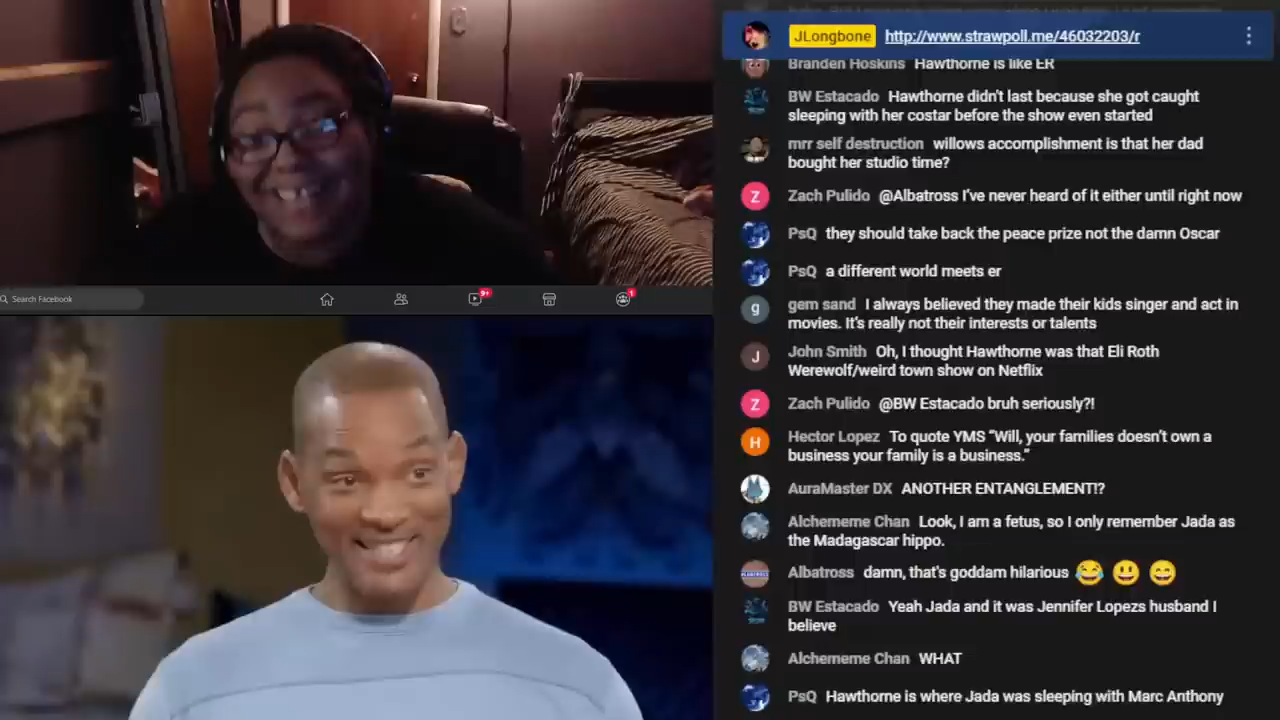 JLongbone http://www.strawpoll.me/46032203/r
Branden Hoskins Hawthorne is like ER
BW Estacado Hawthorne didn't last because she got caught
sleeping with her costar before the show even started
mrr self destruction willows accomplishment is that her dad
bought her studio time?
Z Zach Pulido @Albatross I've never heard of it either until right now
PsQ they should take back the peace prize not the damn Oscar
PsQ a different world meets er
g gem sand I always believed they made their kids singer and act in
movies. It's really not their interests or talents
J John Smith Oh, I thought Hawthorne was that Eli Roth
Werewolf/weird town show on Netflix
Z Zach Pulido @BW Estacado bruh seriously?!
H Hector Lopez To quote YMS “Will, your families doesn't own a
business your family is a business.”
AuraMaster DX ANOTHER ENTANGLEMENT!?
Alchememe Chan Look, I am a fetus, so I only remember Jada as
the Madagascar hippo.
Albatross damn, that's goddam hilarious 😂 😃 😄
BW Estacado Yeah Jada and it was Jennifer Lopezs husband I
believe
Alchememe Chan WHAT
PsQ Hawthorne is where Jada was sleeping with Marc Anthony
Search Facebook
9+
1